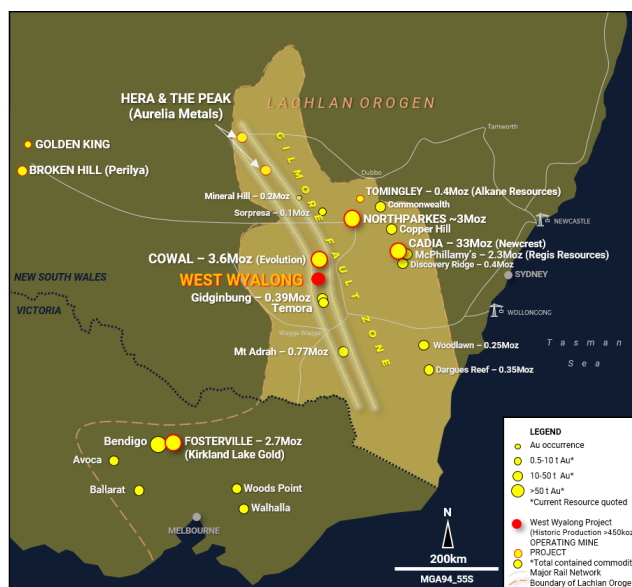 LACHLAN OROGEN
HERA & THE PEAK
(Aurelia Metals)
GILMORE FAULT ZONE
Tamworth
GOLDEN KING
BROKEN HILL (Perilya)
Dubbo
Mineral Hill – 0.2Moz
TOMINGLEY – 0.4Moz (Alkane Resources)
Commonwealth
Sorpresa – 0.1Moz
NORTHPARKES ~3Moz
NEWCASTLE
Copper Hill
CADIA – 33Moz (Newcrest)
McPhillamy's – 2.3Moz (Regis Resources)
Discovery Ridge – 0.4Moz
COWAL – 3.6Moz (Evolution)
SYDNEY
NEW SOUTH WALES
WEST WYALONG
VICTORIA
Gidginbung – 0.39Moz
Temora
WOLLONGONG
Wagga Wagga
Woodlawn – 0.25Moz
Tasman
Sea
Mt Adrah – 0.77Moz
Dargues Reef – 0.35Moz
Bendigo
FOSTERVILLE – 2.7Moz
(Kirkland Lake Gold)
Avoca
Ballarat
Woods Point
Walhalla
MELBOURNE
N
200km
MGA94_55S
LEGEND
Au occurrence
0.5-10 t Au*
10-50 t Au*
>50 t Au*
*Current Resource quoted
West Wyalong Project
(Historic Production >450koz
OPERATING MINE
PROJECT
*Total contained commodit
Major Rail Network
Boundary of Lachlan Oroge